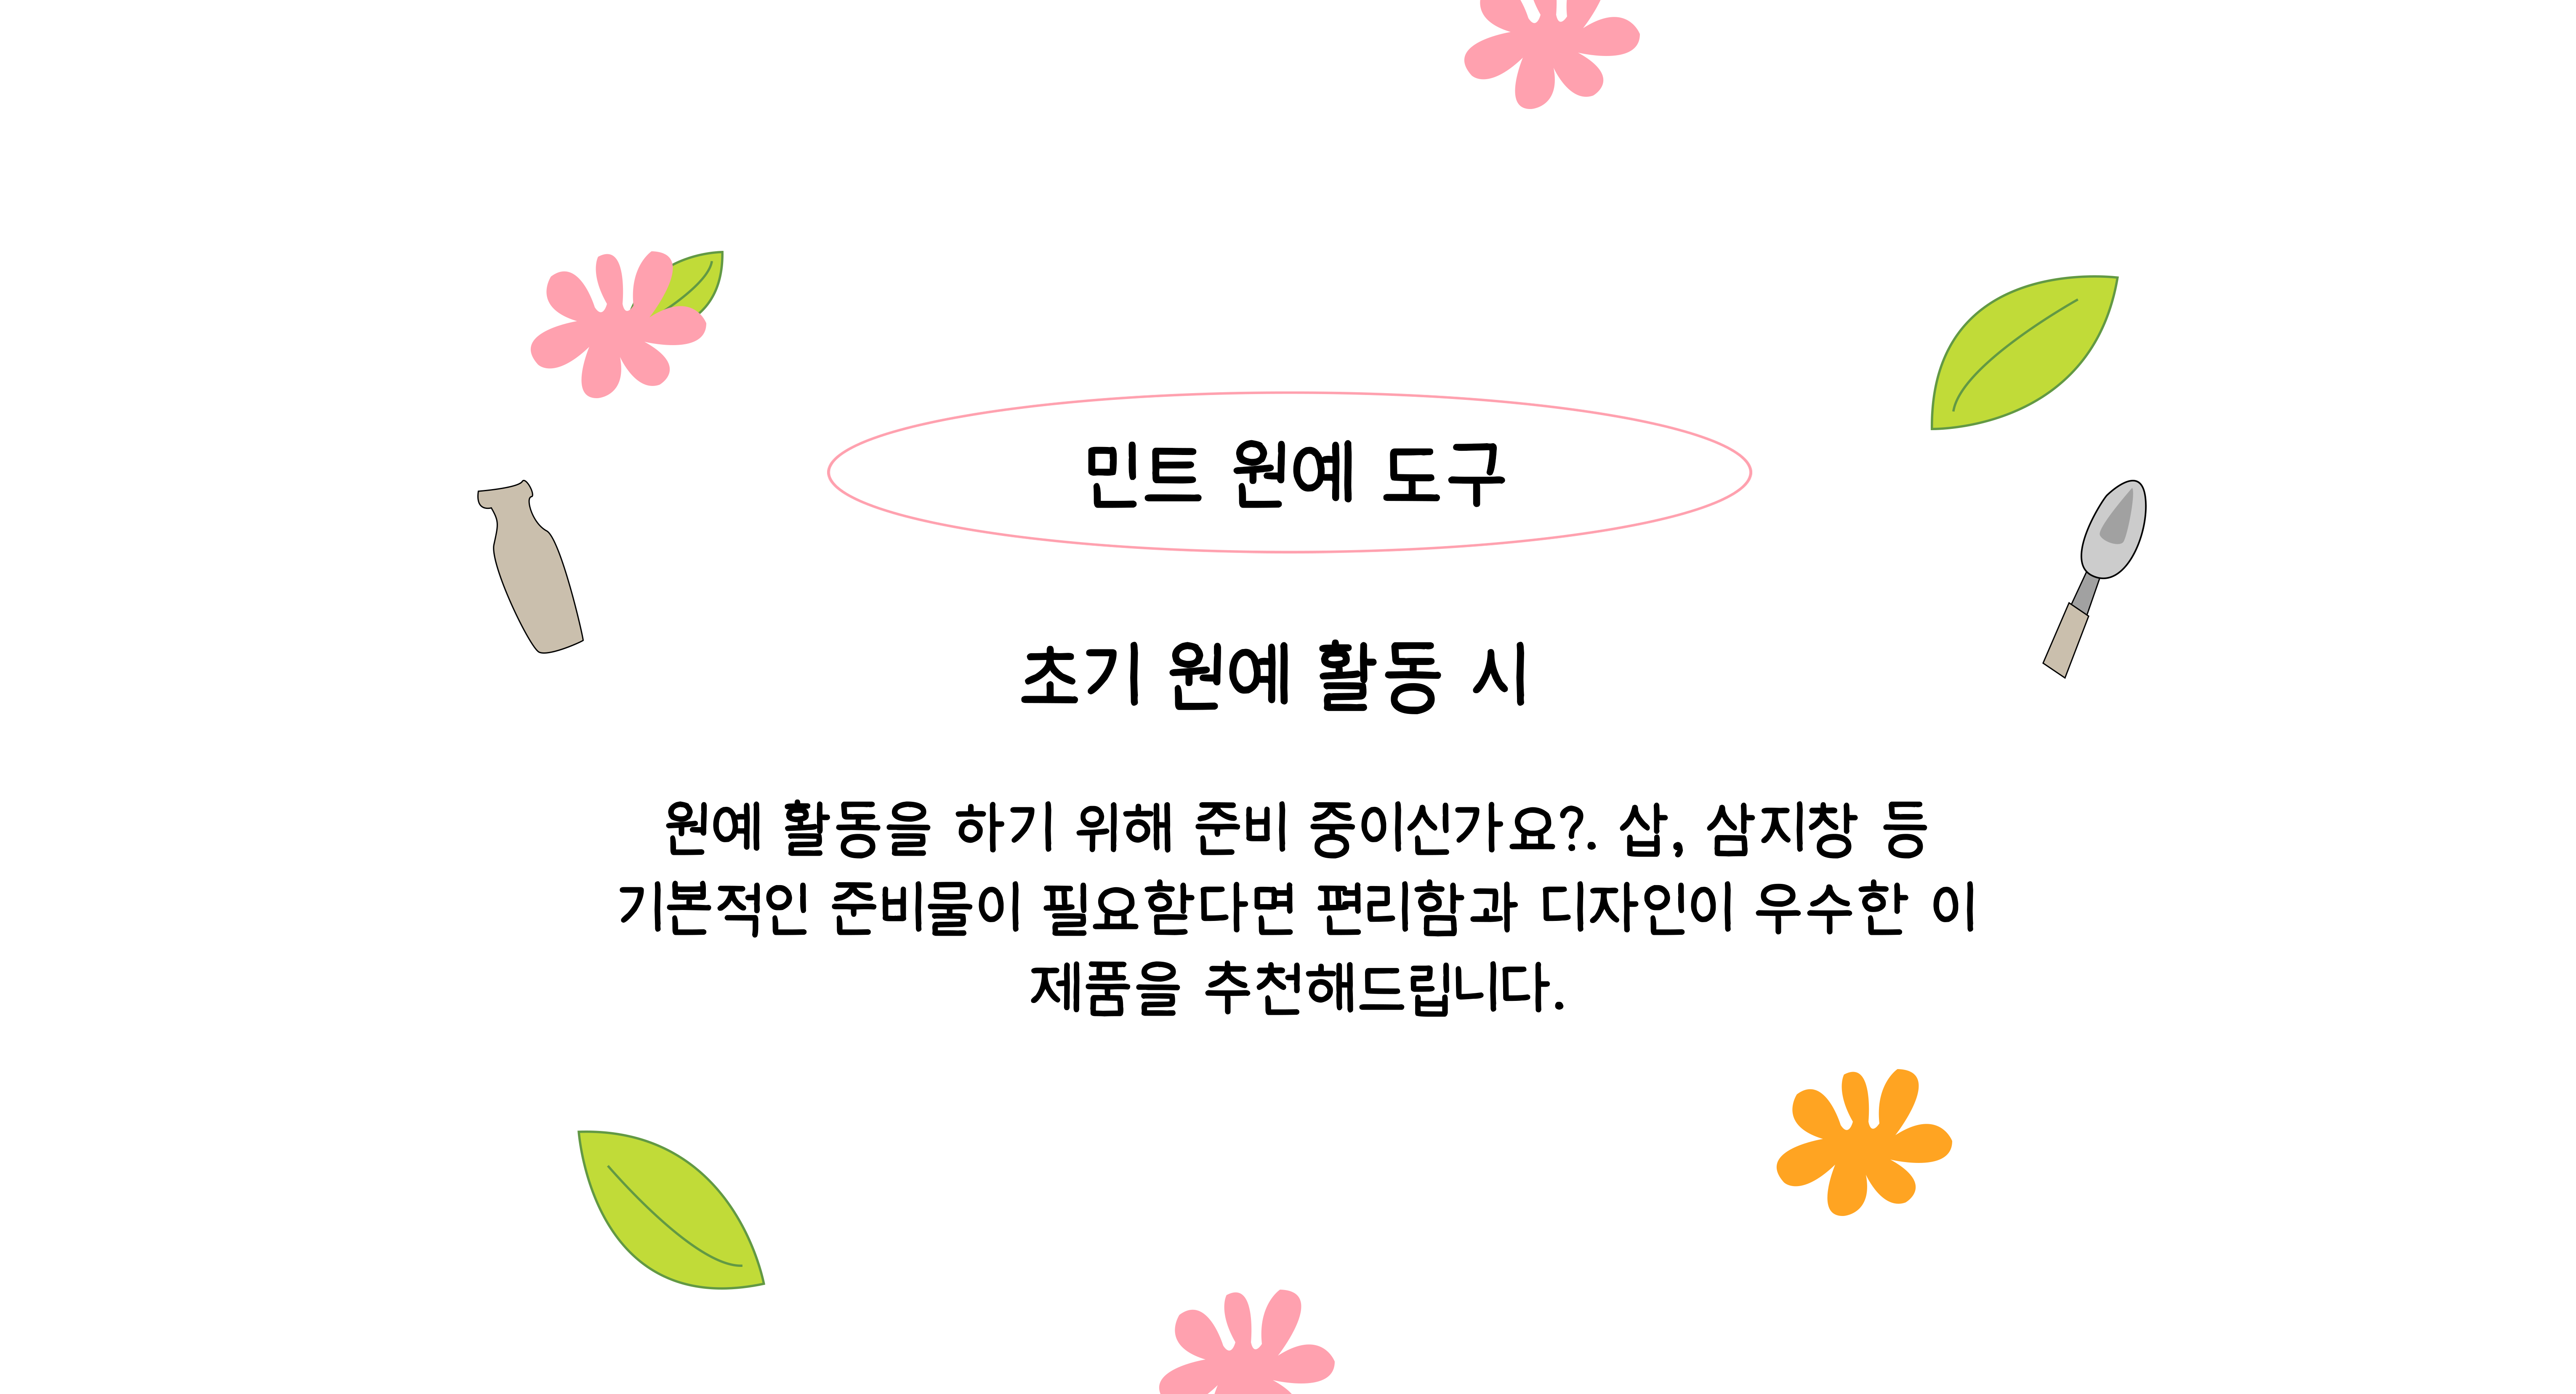 민트 원예 도구
초기 원예 활동 시
원예 활동을 하기 위해 준비 중이신가요?. 삽, 삼지창 등
기본적인 준비물이 필요핟다면 편리함과 디자인이 우수한 이
제품을 추천해드립니다.